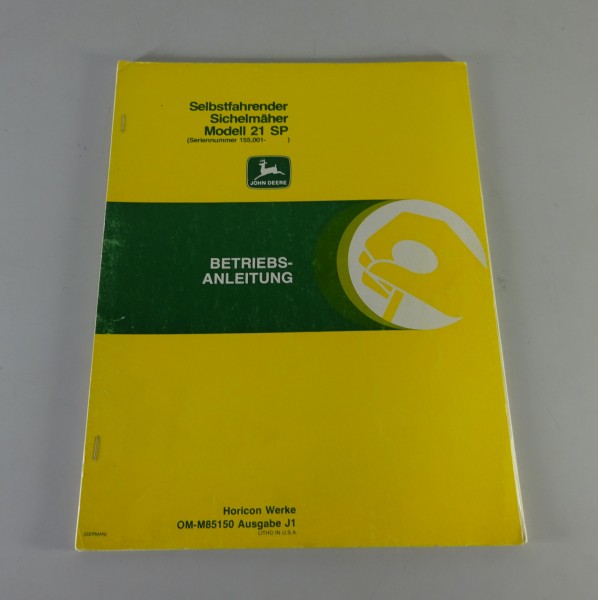 Selbstfahrender
Sichelmäher
Modell 21 SP
(Seriennummer 155,001- )
JOHN DEERE
BETRIEBS-
ANLEITUNG
Horicon Werke
OM-M85150 Ausgabe J1
LITHO IN U.S.A.
(GERMAN)